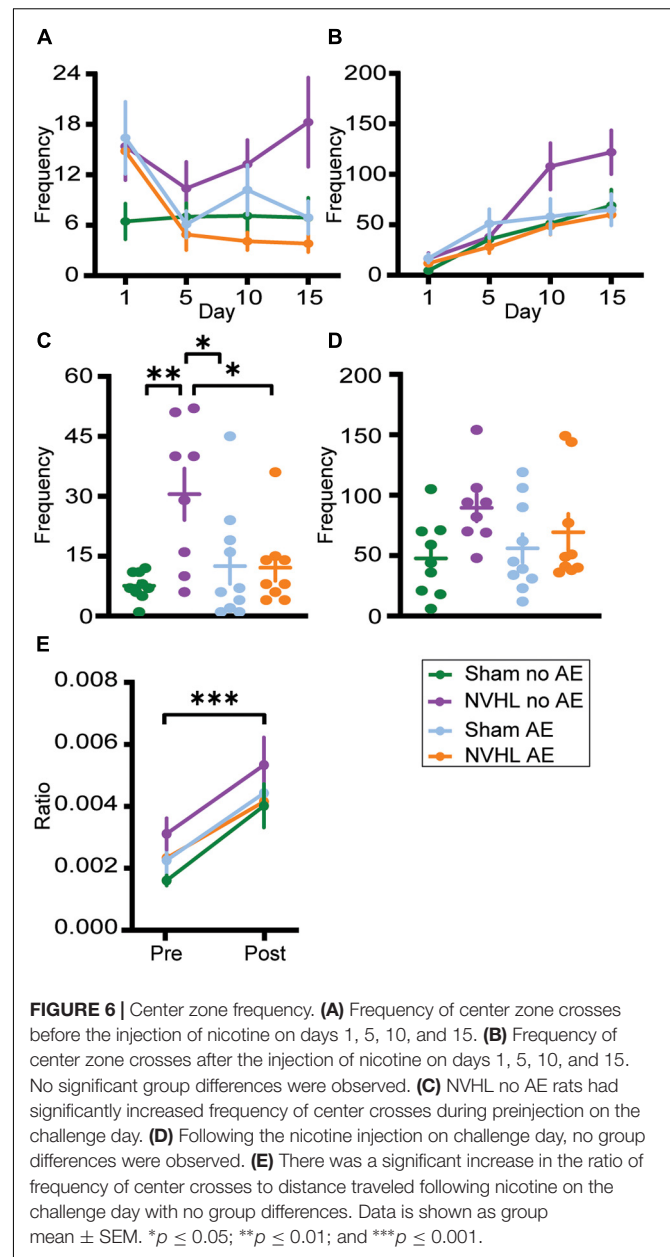 A
B
24
18
12
6
0
Frequency
1 5 10 15
Day
200
150
100
50
0
Frequency
1 5 10 15
Day
C
D
** * *
60
45
30
15
0
Frequency
200
150
100
50
0
Frequency
E
***
0.008
0.006
0.004
0.002
0.000
Ratio
Pre Post
Sham no AE
NVHL no AE
Sham AE
NVHL AE
FIGURE 6 | Center zone frequency. (A) Frequency of center zone crosses
before the injection of nicotine on days 1, 5, 10, and 15. (B) Frequency of
center zone crosses after the injection of nicotine on days 1, 5, 10, and 15.
No significant group differences were observed. (C) NVHL no AE rats had
significantly increased frequency of center crosses during preinjection on the
challenge day. (D) Following the nicotine injection on challenge day, no group
differences were observed. (E) There was a significant increase in the ratio of
frequency of center crosses to distance traveled following nicotine on the
challenge day with no group differences. Data is shown as group
mean ± SEM. *p ≤ 0.05; **p ≤ 0.01; and ***p ≤ 0.001.